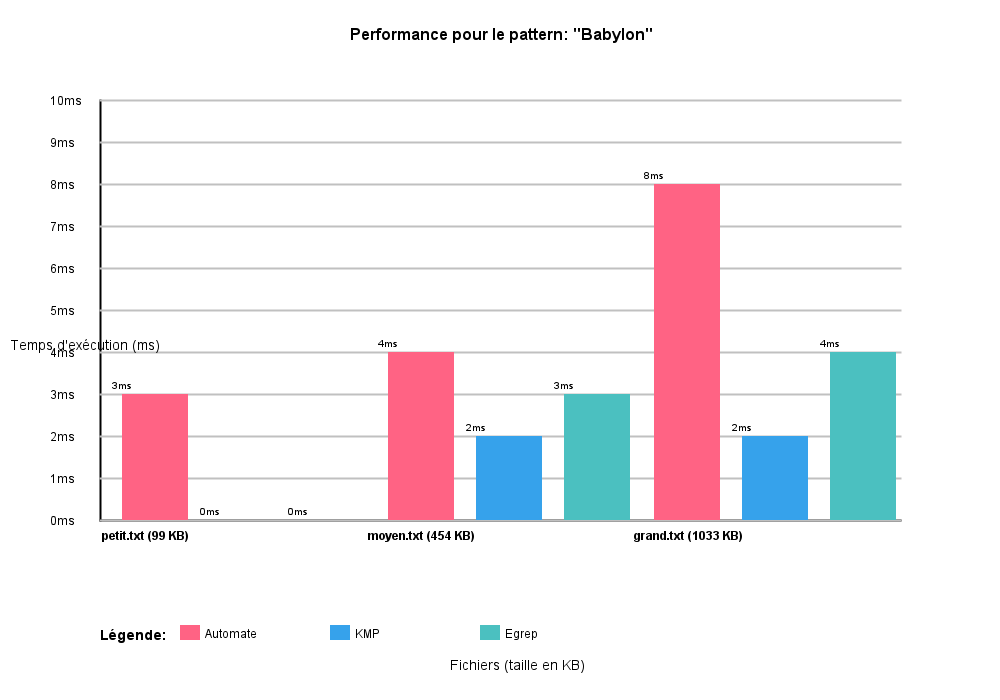 Performance pour le pattern: "Babylon"
10ms
9ms
8ms
8ms
7ms
6ms
5ms
Temps d'exécution (ms)
4ms
4ms
4ms
3ms
3ms
3ms
2ms
2ms
2ms
1ms
0ms
0ms
0ms
petit.txt (99 KB) moyen.txt (454 KB) grand.txt (1033 KB)
Légende: Automate KMP Egrep
Fichiers (taille en KB)